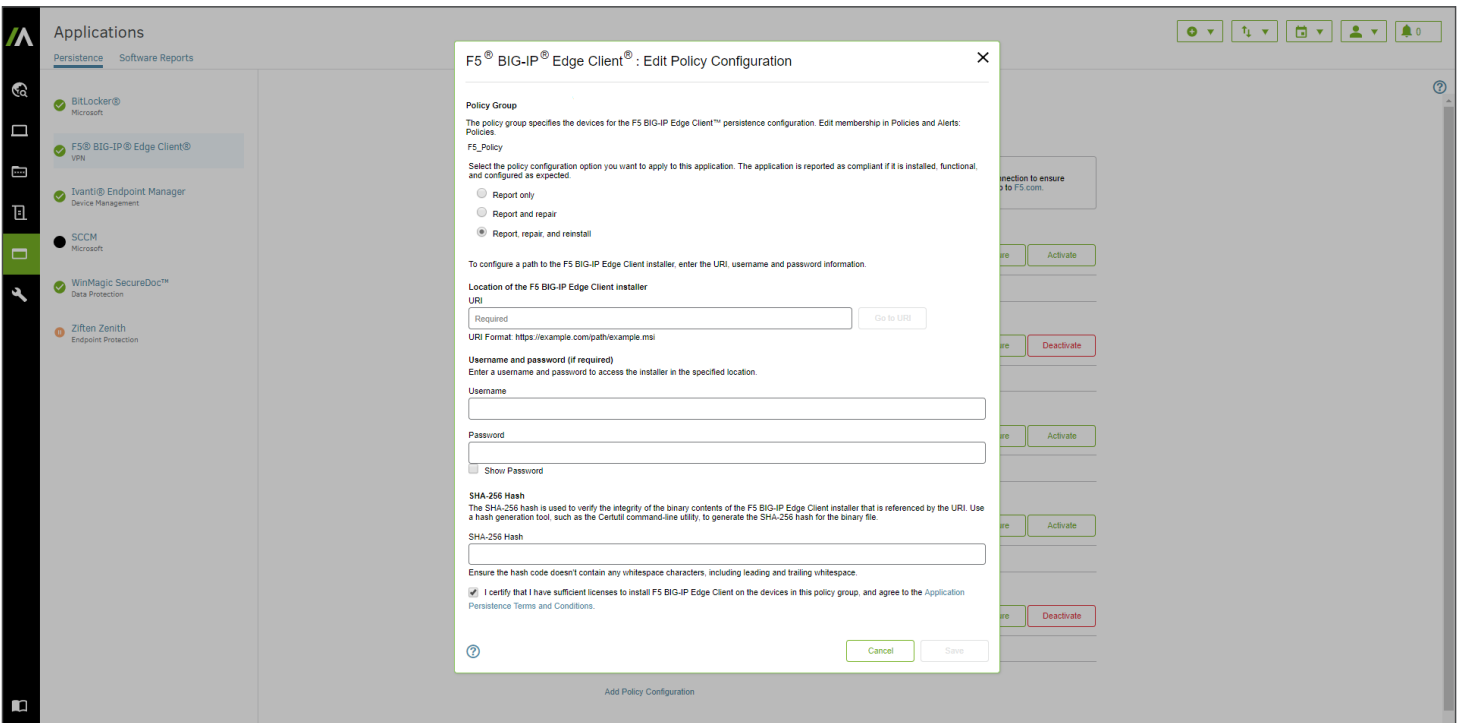 Applications
Persistence Software Reports
0
BitLocker®
Microsoft
F5® BIG-IP® Edge Client®
VPN
Ivanti® Endpoint Manager
Device Management
SCCM
Microsoft
WinMagic SecureDoc™
Data Protection
Ziften Zenith
Endpoint Protection
F5® BIG-IP® Edge Client® : Edit Policy Configuration
Policy Group
The policy group specifies the devices for the F5 BIG-IP Edge Client™ persistence configuration. Edit membership in Policies and Alerts:
Policies.
F5_Policy
Select the policy configuration option you want to apply to this application. The application is reported as compliant if it is installed, functional,
and configured as expected.
Report only
Report and repair
Report, repair, and reinstall
To configure a path to the F5 BIG-IP Edge Client installer, enter the URI, username and password information.
Location of the F5 BIG-IP Edge Client installer
URI
Required
Go to URI
URI Format: https://example.com/path/example.msi
Username and password (if required)
Enter a username and password to access the installer in the specified location.
Username
Password
Show Password
SHA-256 Hash
The SHA-256 hash is used to verify the integrity of the binary contents of the F5 BIG-IP Edge Client installer that is referenced by the URI. Use
a hash generation tool, such as the Certutil command-line utility, to generate the SHA-256 hash for the binary file.
SHA-256 Hash
Ensure the hash code doesn't contain any whitespace characters, including leading and trailing whitespace.
I certify that I have sufficient licenses to install F5 BIG-IP Edge Client on the devices in this policy group, and agree to the Application
Persistence Terms and Conditions.
Cancel Save
to ensure
to F5.com.
Activate
Deactivate
Activate
Activate
Deactivate
Add Policy Configuration